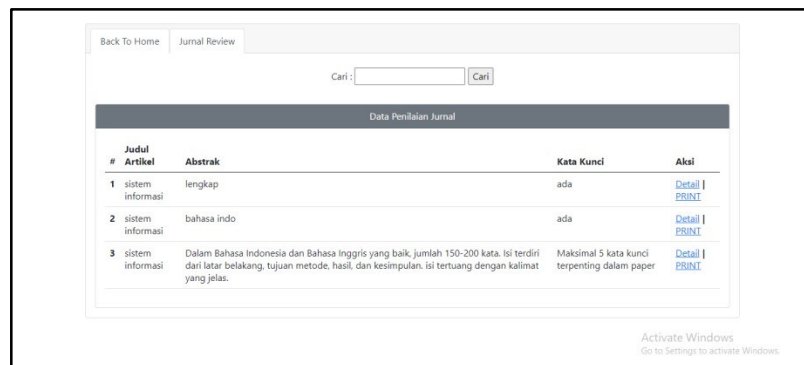 Back To Home Jurnal Review
Cari : Cari
Data Penilaian Jurnal
# Judul Artikel Abstrak Kata Kunci Aksi
1 sistem informasi lengkap ada Detail | PRINT
2 sistem informasi bahasa indo ada Detail | PRINT
3 sistem informasi Dalam Bahasa Indonesia dan Bahasa Inggris yang baik, jumlah 150-200 kata. Isi terdiri
dari latar belakang, tujuan metode, hasil, dan kesimpulan. isi tertuang dengan kalimat
yang jelas.
Maksimal 5 kata kunci
terpenting dalam paper
Detail |
PRINT
Activate Windows
Go to Settings to activate Windows.